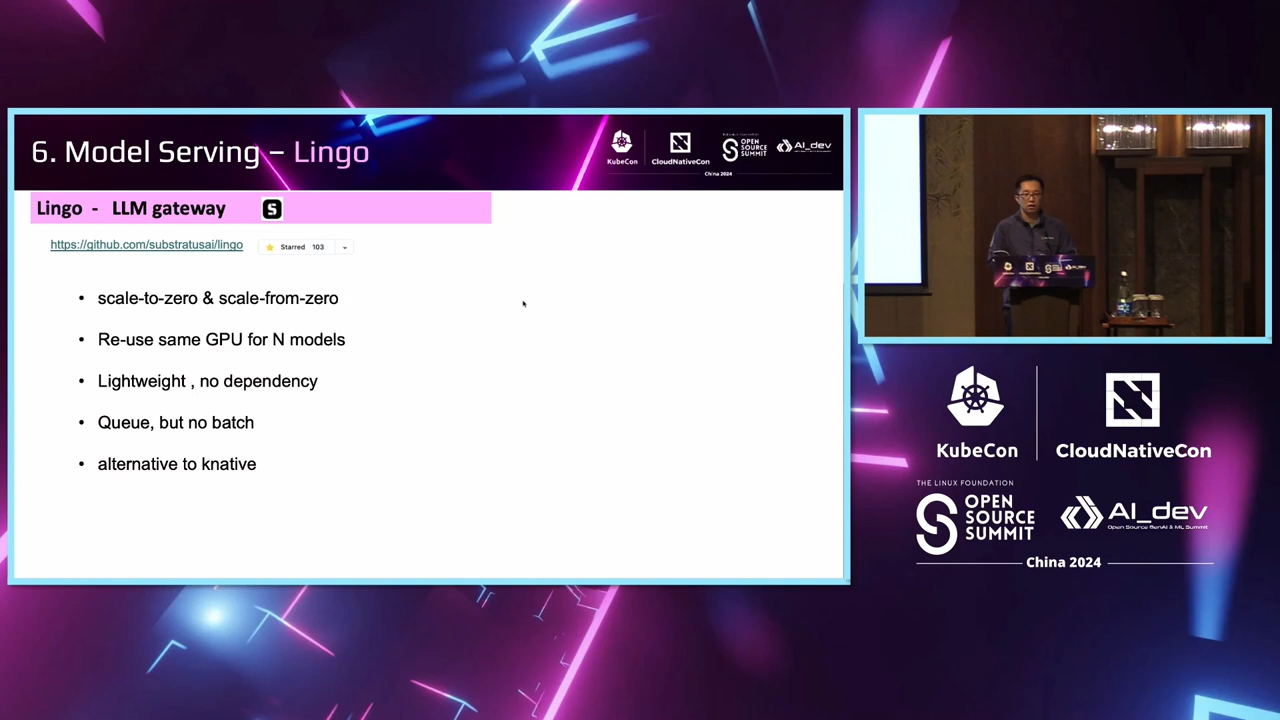 6. Model Serving – Lingo
KubeCon
CloudNativeCon
THE LINUX FOUNDATION
OPEN SOURCE SUMMIT
AI_dev
China 2024
Lingo - LLM gateway
S
https://github.com/substratusai/lingo
Starred 103
• scale-to-zero & scale-from-zero
• Re-use same GPU for N models
• Lightweight , no dependency
• Queue, but no batch
• alternative to knative
KubeCon
CloudNativeCon
THE LINUX FOUNDATION
OPEN
SOURCE
SUMMIT
AI_dev
Open Source GenAI & ML Summit
China 2024